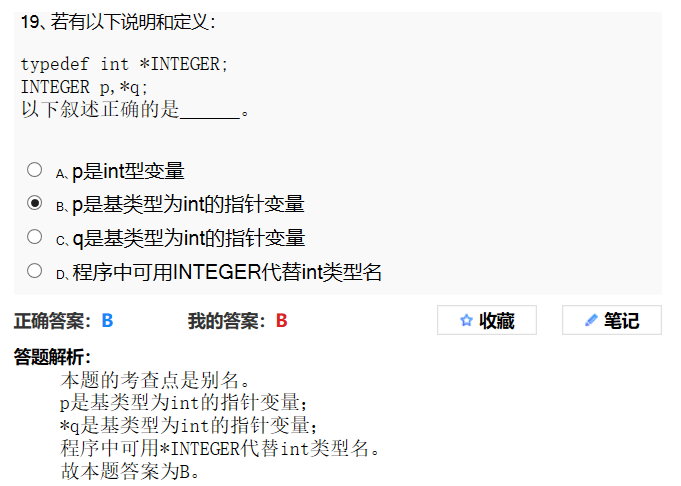 19、若有以下说明和定义：
typedef int *INTEGER;
INTEGER p,*q;
以下叙述正确的是______。
A、p是int型变量
B、p是基类型为int的指针变量
C、q是基类型为int的指针变量
D、程序中可用INTEGER代替int类型名
正确答案：B 我的答案：B 收藏 笔记
答题解析：
本题的考查点是别名。
p是基类型为int的指针变量；
*q是基类型为int的指针变量；
程序中可用*INTEGER代替int类型名。
故本题答案为B。